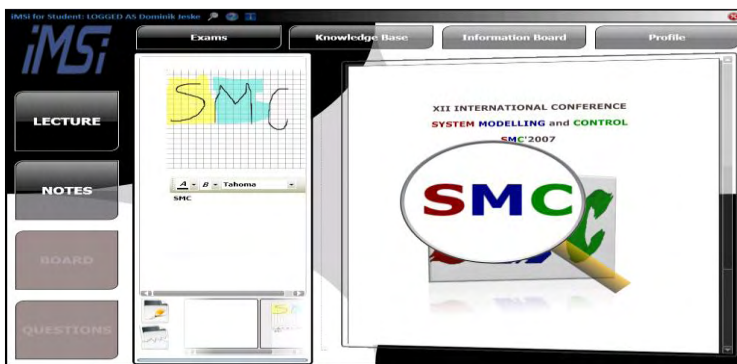 iMSi for Student: LOGGED AS Dominik Jeske
iMSi
Exams
Knowledge Base
Information Board
Profile
LECTURE
NOTES
BOARD
QUESTIONS
SMC
A B Tahoma
SMC
XII INTERNATIONAL CONFERENCE
SYSTEM MODELLING and CONTROL
SMC'2007
SMC